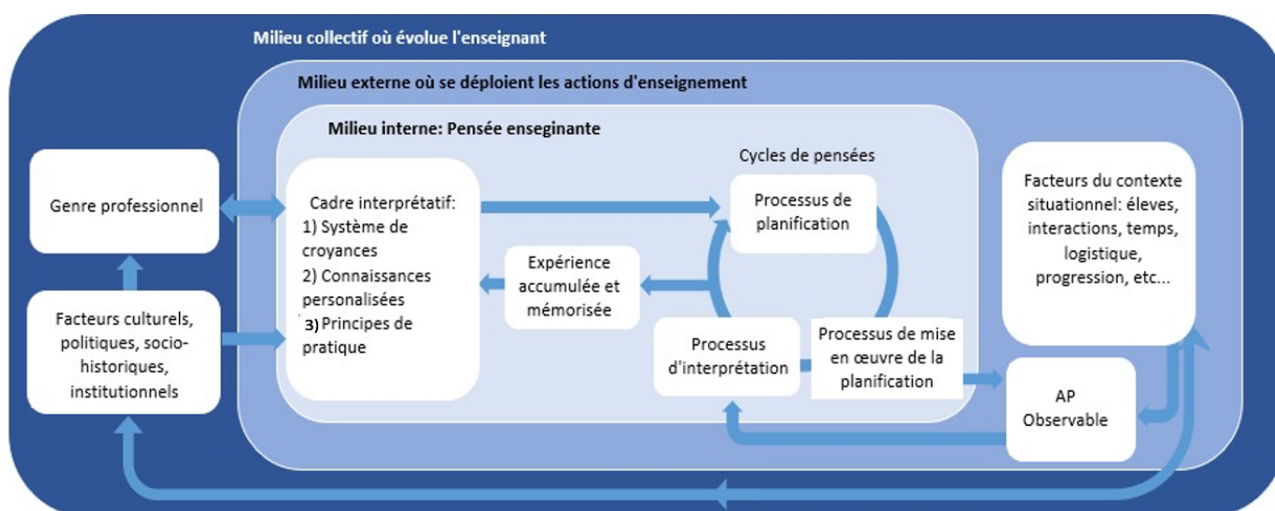 Milieu collectif où évolue l'enseignant
Milieu externe où se déploient les actions d'enseignement
Milieu interne: Pensée enseginante
Genre professionnel
Facteurs culturels,
politiques, socio-
historiques,
institutionnels
Cadre interprétatif:
1) Système de
croyances
2) Connaissances
personalisées
3) Principes de
pratique
Expérience
accumulée et
mémorisée
Cycles de pensées
Processus de
planification
Processus
d'interprétation
Processus de mise
en œuvre de la
planification
Facteurs du contexte
situationnel: éleves,
interactions, temps,
logistique,
progression, etc...
AP
Observable